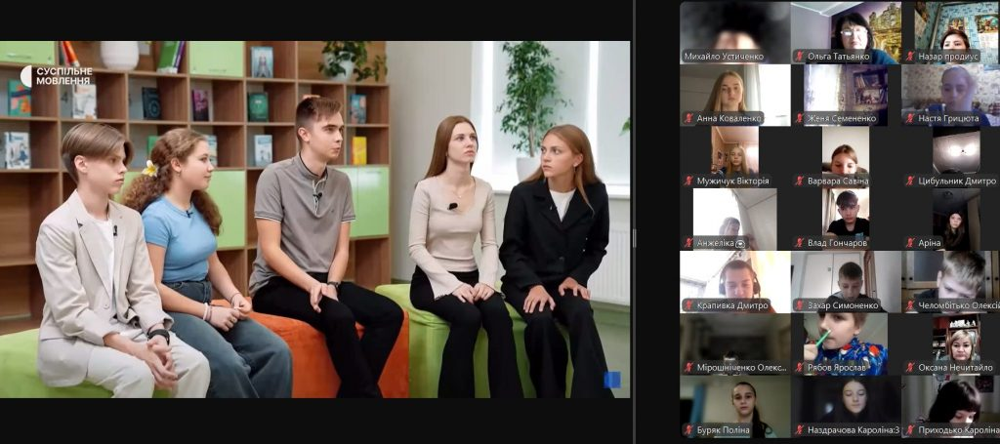 СУСПІЛЬНЕ
МОВЛЕННЯ
Михайло Устиченко
Ольга Татьянко
Назар продиус
Анна Коваленко
Женя Семененко
Настя Грицюта
Мужичук Вікторія
Варвара Савіна
Цибульник Дмитро
Анжеліка
Влад Гончаров
Аріна
Крапивка Дмитро
Захар Симоненко
Челомбітько Олексій
Мірошніченко Олекс...
Рябов Ярослав
Оксана Нечитайло
Буряк Поліна
Наздрачова Кароліна:3
Приходько Кароліна